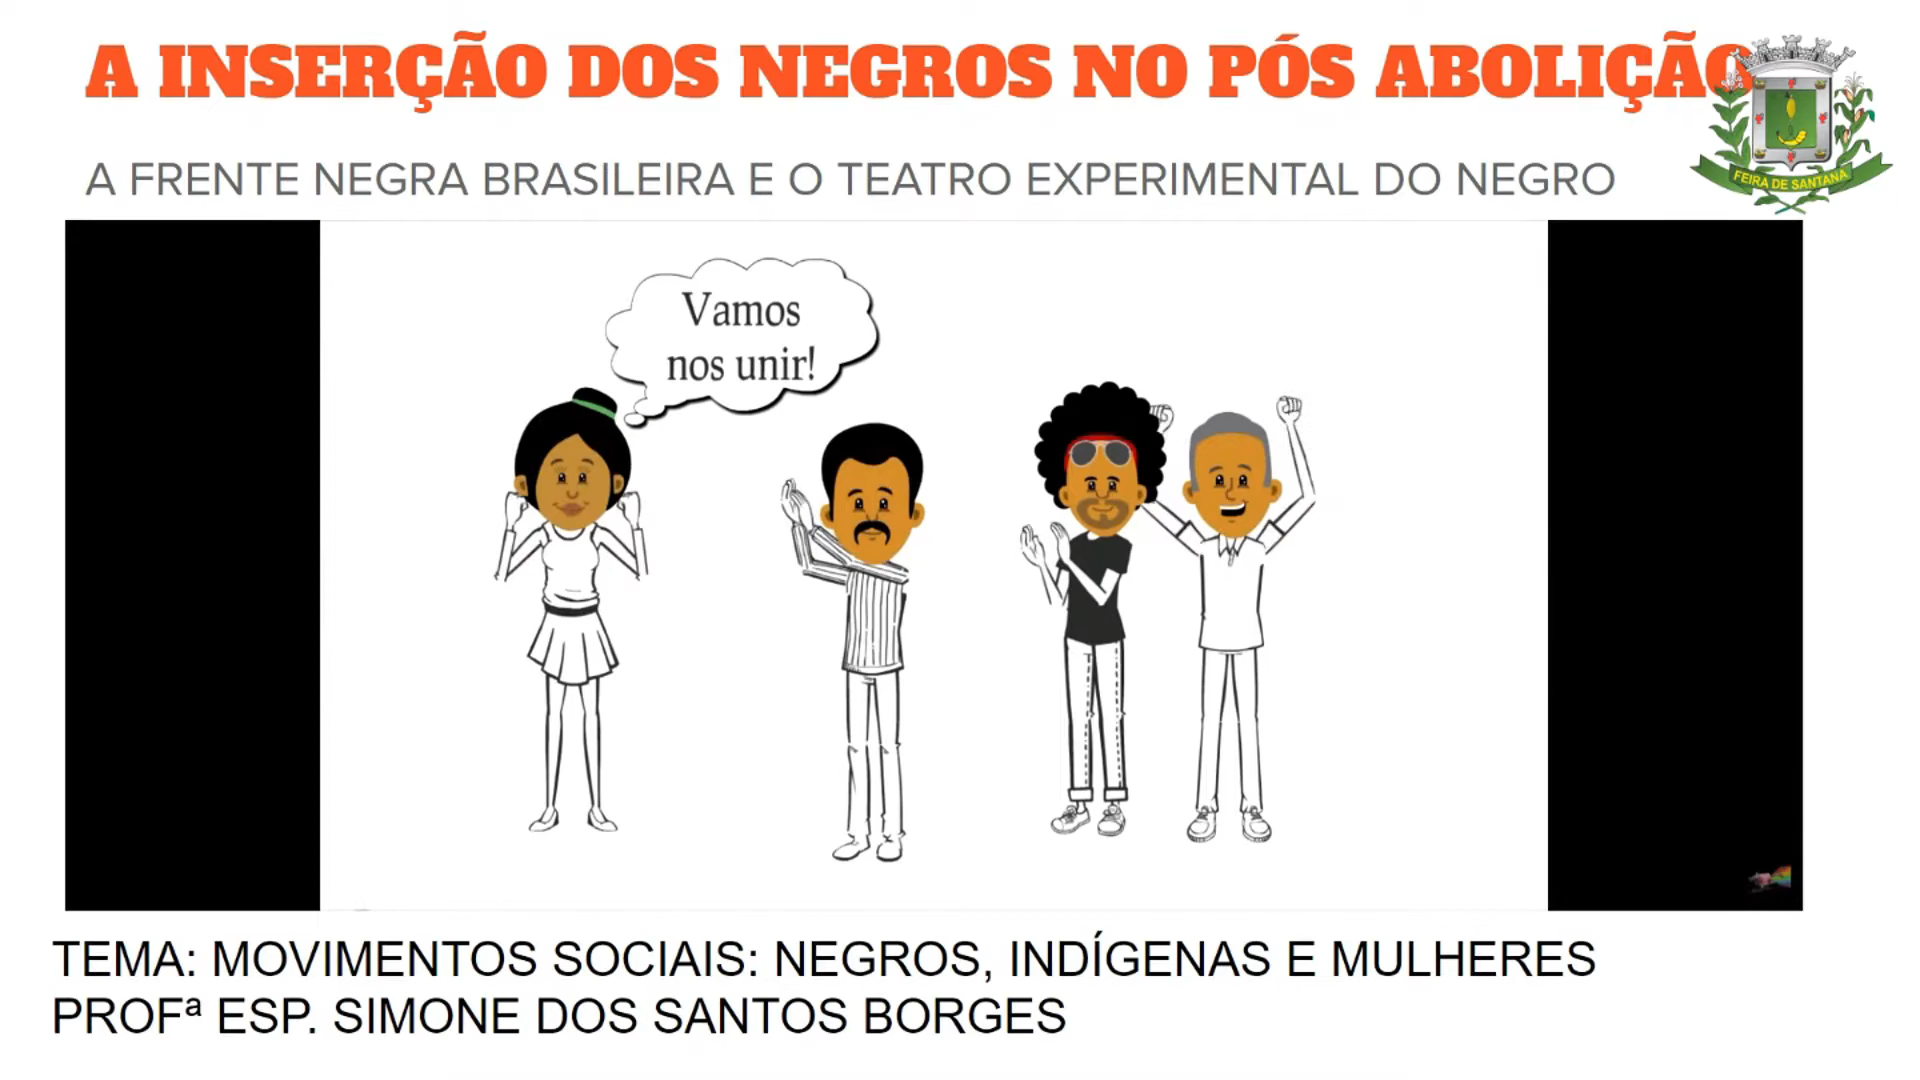 A INSERÇÃO DOS NEGROS NO PÓS ABOLIÇÃO
FEIRA DE SANTANA
A FRENTE NEGRA BRASILEIRA E O TEATRO EXPERIMENTAL DO NEGRO
Vamos
nos unir!
TEMA: MOVIMENTOS SOCIAIS: NEGROS, INDÍGENAS E MULHERES
PROFª ESP. SIMONE DOS SANTOS BORGES